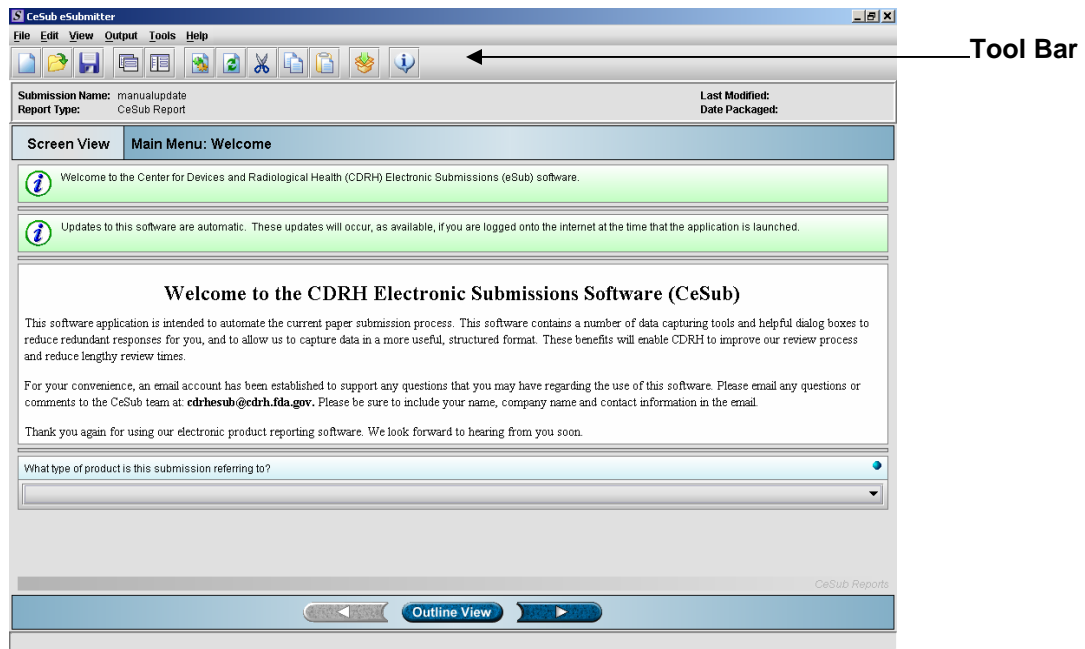 CeSub eSubmitter
File Edit View Output Tools Help
Tool Bar
Submission Name: manualupdate Last Modified:
Report Type: CeSub Report Date Packaged:
Screen View Main Menu: Welcome
Welcome to the Center for Devices and Radiological Health (CDRH) Electronic Submissions (eSub) software.
Updates to this software are automatic. These updates will occur, as available, if you are logged onto the internet at the time that the application is launched.
Welcome to the CDRH Electronic Submissions Software (CeSub)
This software application is intended to automate the current paper submission process. This software contains a number of data capturing tools and helpful dialog boxes to
reduce redundant responses for you, and to allow us to capture data in a more useful, structured format. These benefits will enable CDRH to improve our review process
and reduce lengthy review times.
For your convenience, an email account has been established to support any questions that you may have regarding the use of this software. Please email any questions or
comments to the CeSub team at: cdrhesub@cdrh.fda.gov. Please be sure to include your name, company name and contact information in the email.
Thank you again for using our electronic product reporting software. We look forward to hearing from you soon.
What type of product is this submission referring to?
CeSub Reports
Outline View